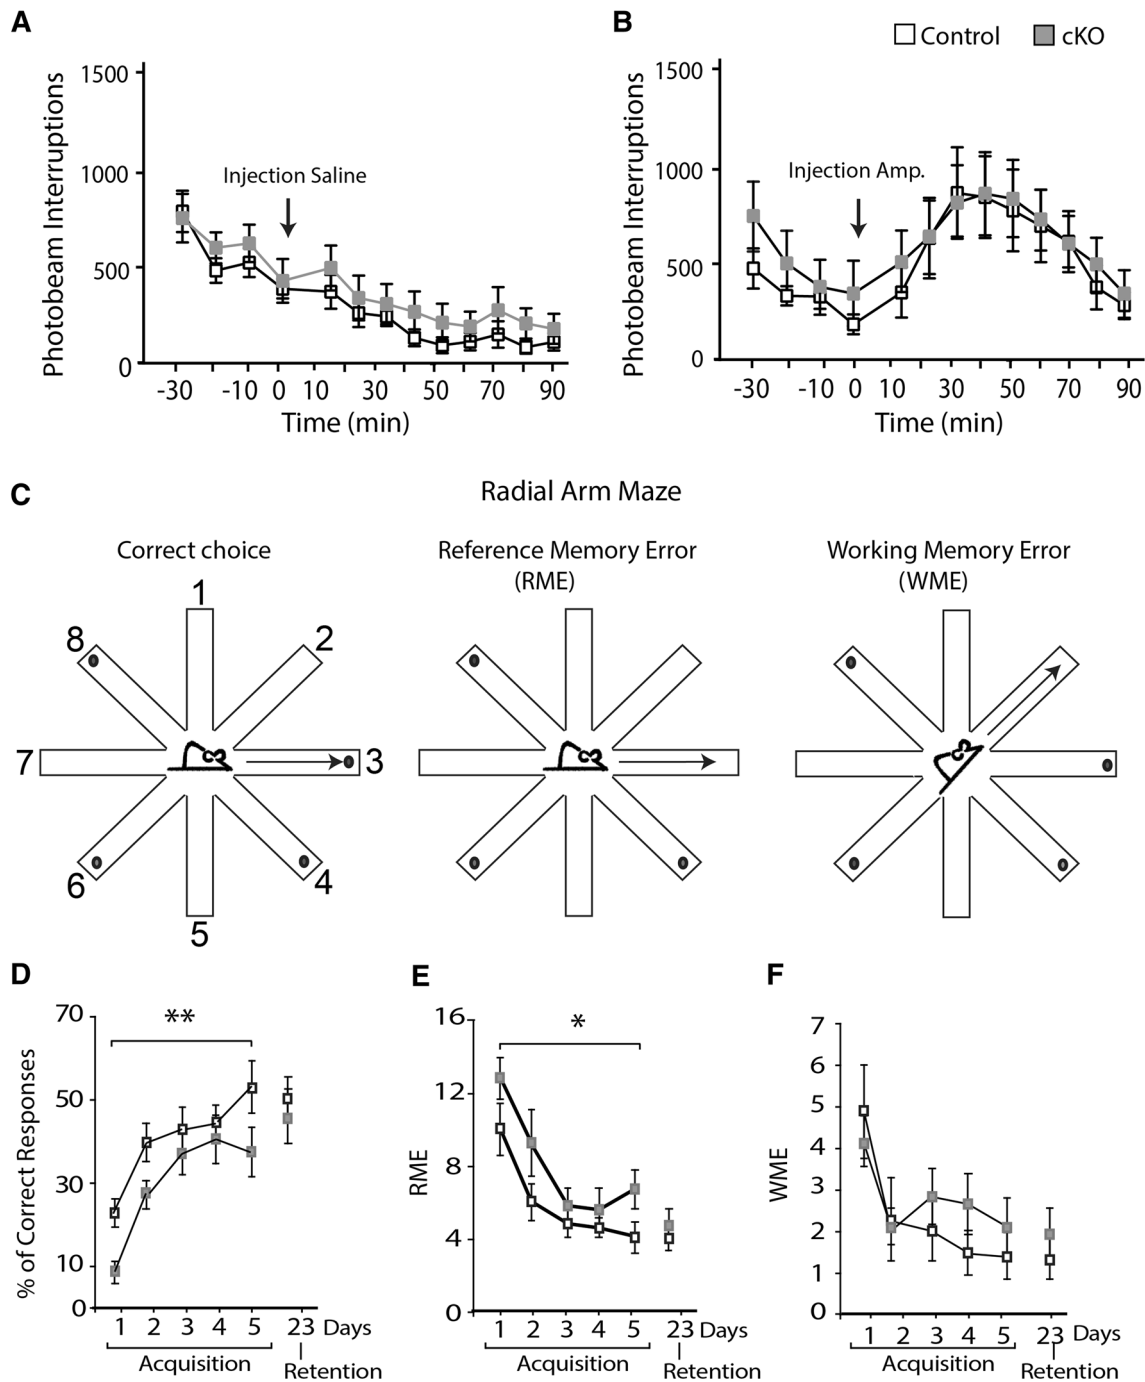 A
B
Control
cKO
Photobeam Interruptions
1500
1000
500
0
Injection Saline
-30
-10
0
10
30
50
70
90
Time (min)
Photobeam Interruptions
1500
1000
500
0
Injection Amp.
-30
-10
0
10
30
50
70
90
Time (min)
C
Radial Arm Maze
Correct choice
Reference Memory Error
(RME)
Working Memory Error
(WME)
1
2
3
4
5
6
7
8
D
% of Correct Responses
70
50
30
10
0
**
1 2 3 4 5 23 Days
Acquisition
Retention
E
RME
16
12
8
4
0
*
1 2 3 4 5 23 Days
Acquisition
Retention
F
WME
7
6
5
4
3
2
1
0
1 2 3 4 5 23 Days
Acquisition
Retention